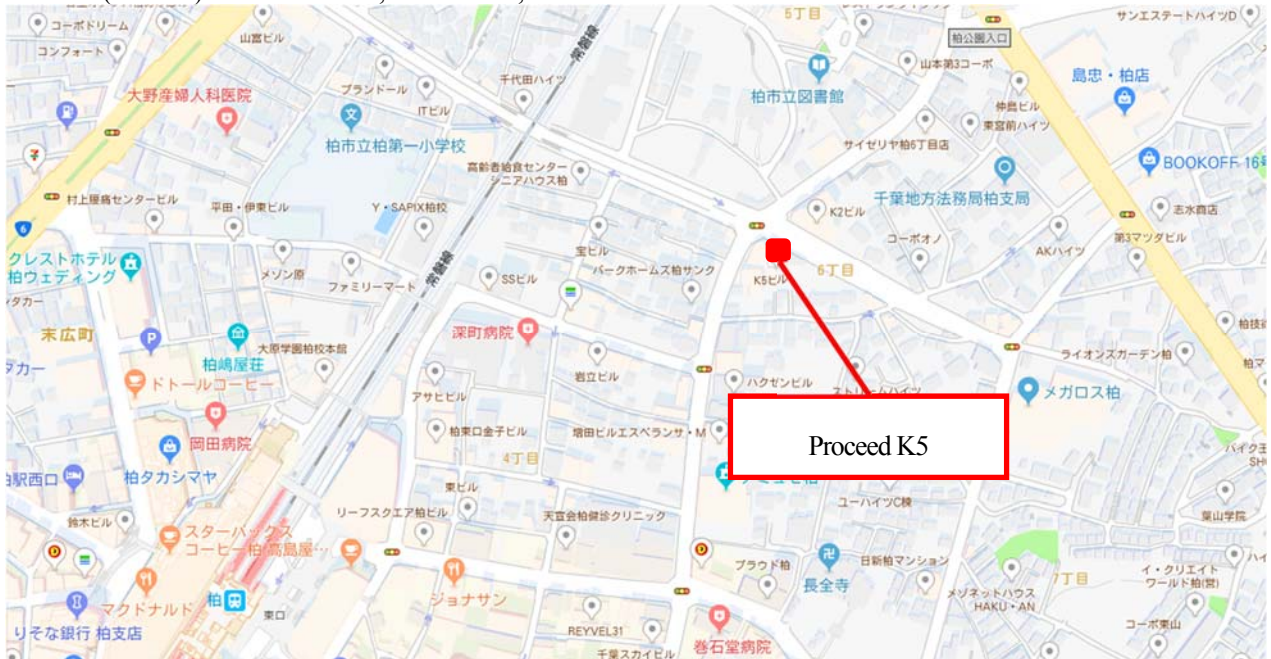 コーポドリーム
コンフォート
山富ビル
5丁目
柏公園入口
サンエステートハイツD
山本第3コーポ
島忠・柏店
千代田ハイツ
ブランドール
ITビル
大野産婦人科医院
柏市立柏第一小学校
柏市立図書館
仲島ビル
東宮前ハイツ
サイゼリヤ柏6丁目店
BOOKOFF 16号
高齢者給食センター
シニアハウス柏
千葉地方法務局柏支局
平田・伊東ビル
Y・SAPIX柏校
K2ビル
志水商店
第3マツダビル
6
クレストホテル
柏ウェディング
メゾン原
ファミリーマート
SSビル
宝ビル
パークホームズ柏サンク
コーポオノ
AKハイツ
K5ビル
6丁目
末広町
P
柏嶋屋荘
大原学園柏校本館
深町病院
岩立ビル
ドトールコーヒー
アサヒビル
ハクゼンビル
ライオンズガーデン柏
メガロス柏
岡田病院
柏タカシマヤ
柏東口金子ビル
増田ビルエスペランサ・M
4丁目
Proceed K5
駅西口
鈴木ビル
スターバックス
コーヒー 柏高島屋…
東ビル
リーフスクエア柏ビル
天宣会柏健診クリニック
ユーハイツC棟
葉山学院
プラウド柏
長全寺
日新柏マンション
7丁目
イ・クリエイト
ワールド柏(営)
メゾネットハウス
HAKU・AN
コーポ東山
マクドナルド
柏
東口
ジョナサン
りそな銀行 柏支店
REYVEL31
千葉スカイビル
巻石堂病院